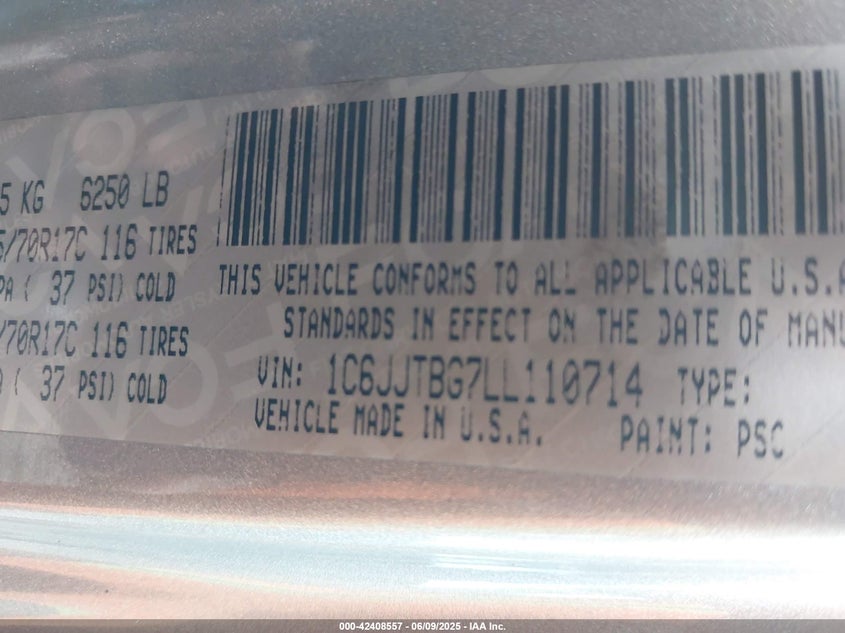 5 KG 6250 LB
5/70R17C 116 TIRES
PA ( 37 PSI) COLD
/70R17C 116 TIRES
A ( 37 PSI) COLD
THIS VEHICLE CONFORMS TO ALL APPLICABLE U.S.A
STANDARDS IN EFFECT ON THE DATE OF MANU
VIN: 1C6JJTBG7LL110714 TYPE:
VEHICLE MADE IN U.S.A. PAINT: PSC
000-42408557 - 06/09/2025 - IAA Inc.